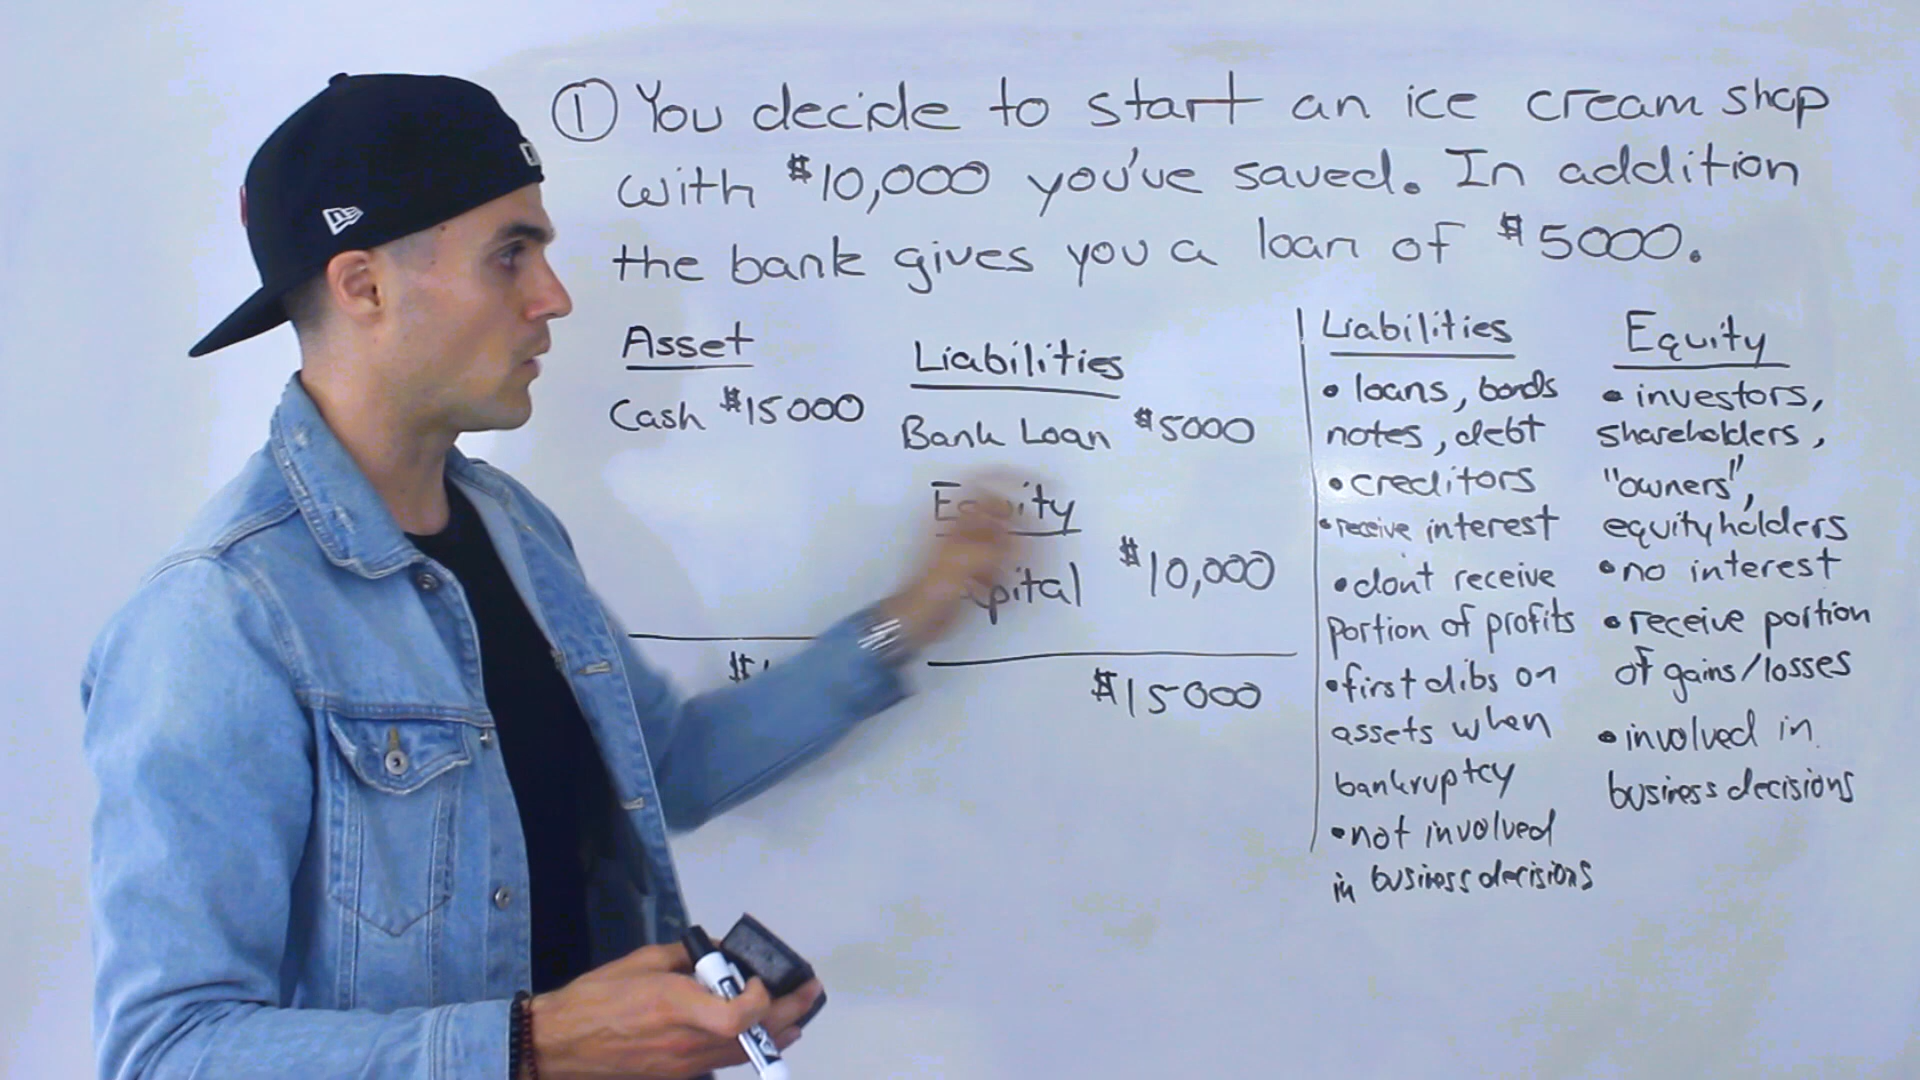 ① You decide to start an ice cream shop
with $10,000 you've saved. In addition
the bank gives you a loan of $5000.
Asset
Cash $15000
Liabilities
Bank Loan $5000
Equity
$10,000
$15000
Liabilities
• loans, bonds
notes, debt
• creditors
• receive interest
• dont receive
portion of profits
• first dibs on
assets when
bankruptcy
• not involved
in business decisions
Equity
• investors,
shareholders,
"owners",
equityholders
• no interest
• receive portion
of gains/losses
• involved in
business decisions